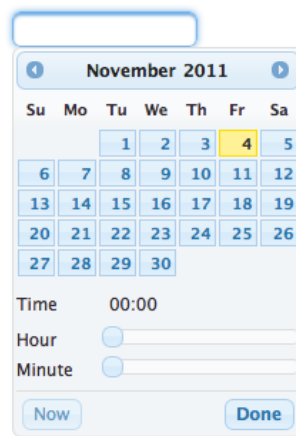 November 2011
Su Mo Tu We Th Fr Sa
1 2 3 4 5
6 7 8 9 10 11 12
13 14 15 16 17 18 19
20 21 22 23 24 25 26
27 28 29 30
Time 00:00
Hour
Minute
Now Done